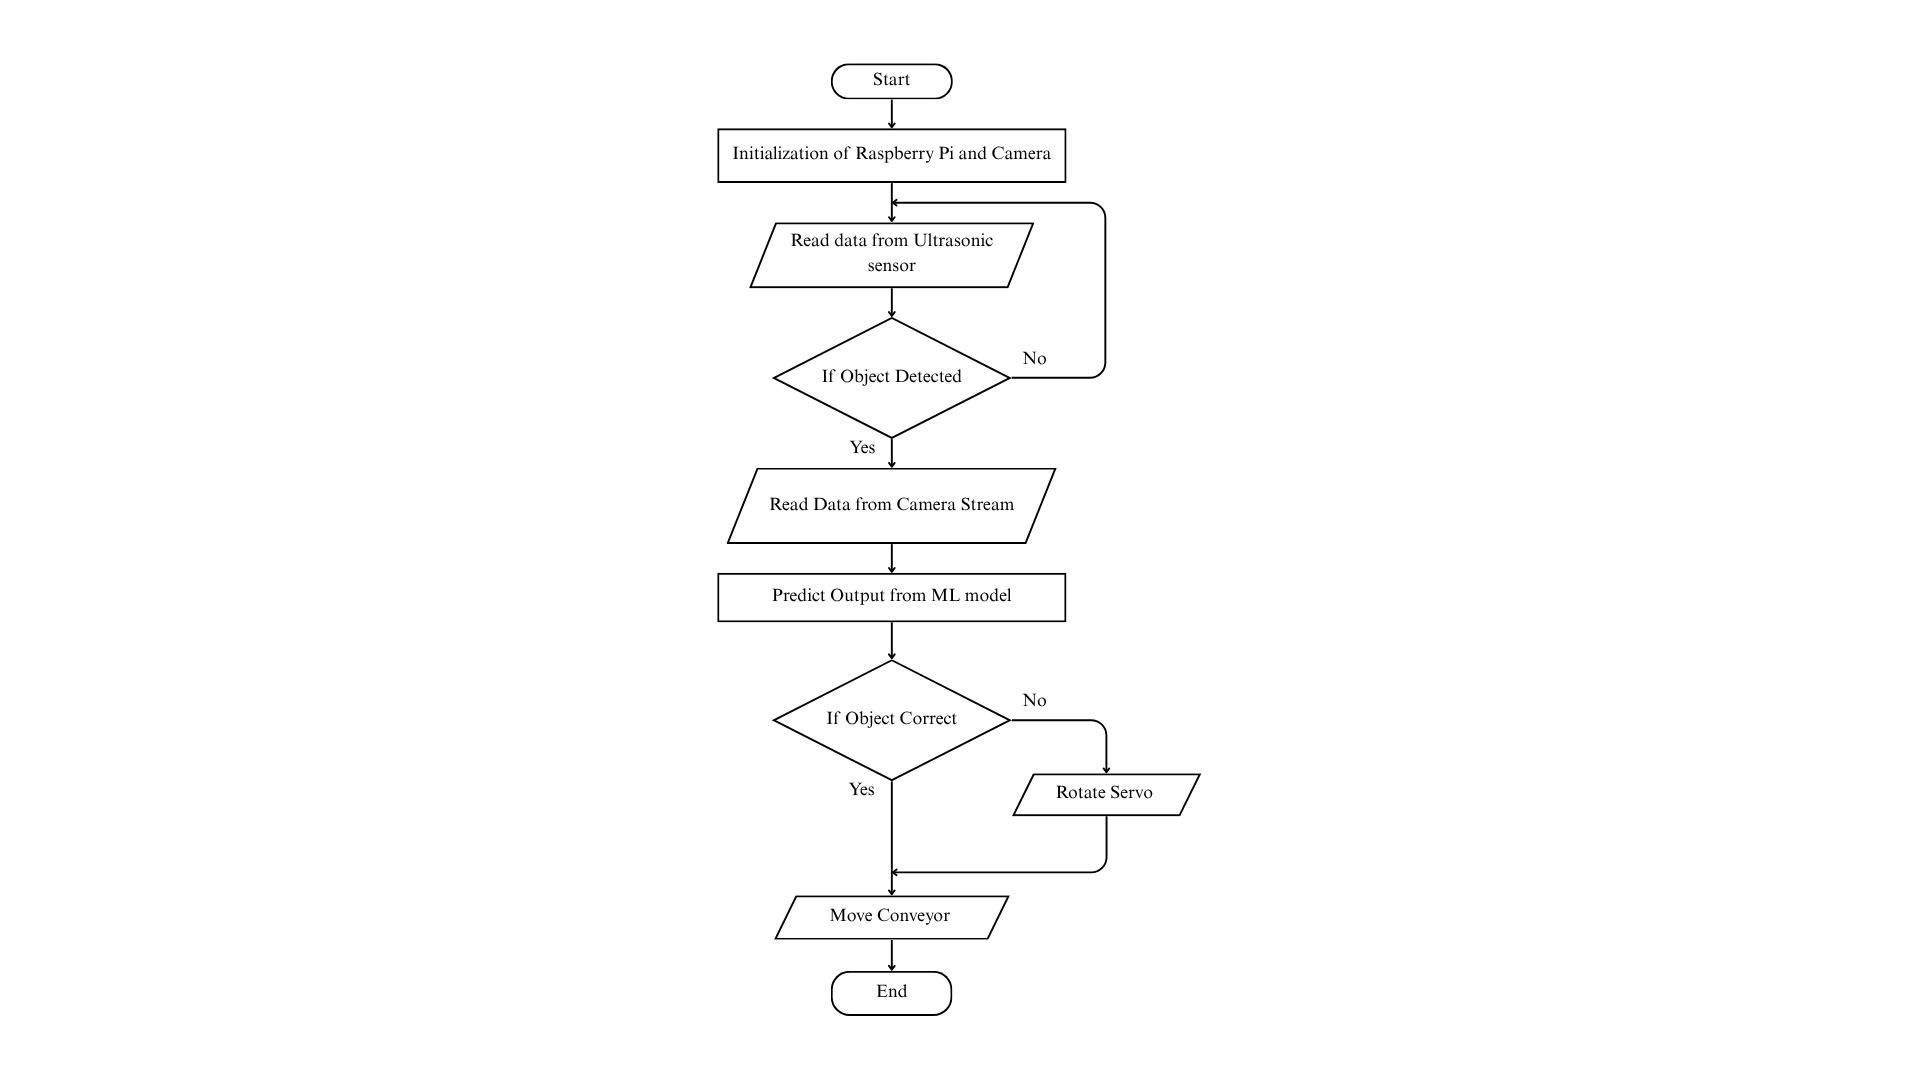 Start
Initialization of Raspberry Pi and Camera
Read data from Ultrasonic
sensor
If Object Detected
No
Yes
Read Data from Camera Stream
Predict Output from ML model
If Object Correct
No
Yes
Rotate Servo
Move Conveyor
End